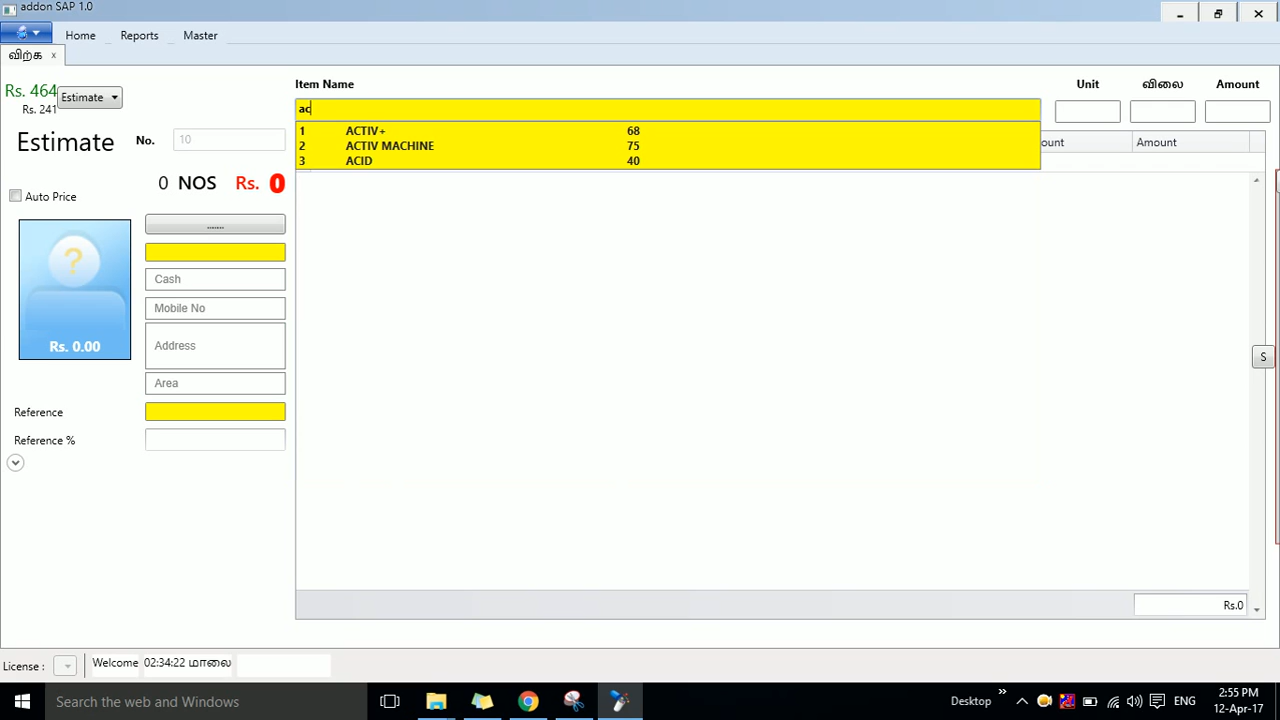 addon SAP 1.0
Home Reports Master
விற்க x
Rs. 464
Rs. 241
Estimate
Estimate No. 10
0 NOS Rs. 0
Auto Price
?
Rs. 0.00
.......
Cash
Mobile No
Address
Area
Reference
Reference %
Item Name Unit விலை Amount
ac
1 ACTIV+ 68
2 ACTIV MACHINE 75
3 ACID 40
ount Amount
S
Rs.0
License : Welcome 02:34:22 மாலை
Search the web and Windows
Desktop » ENG 2:55 PM
12-Apr-17